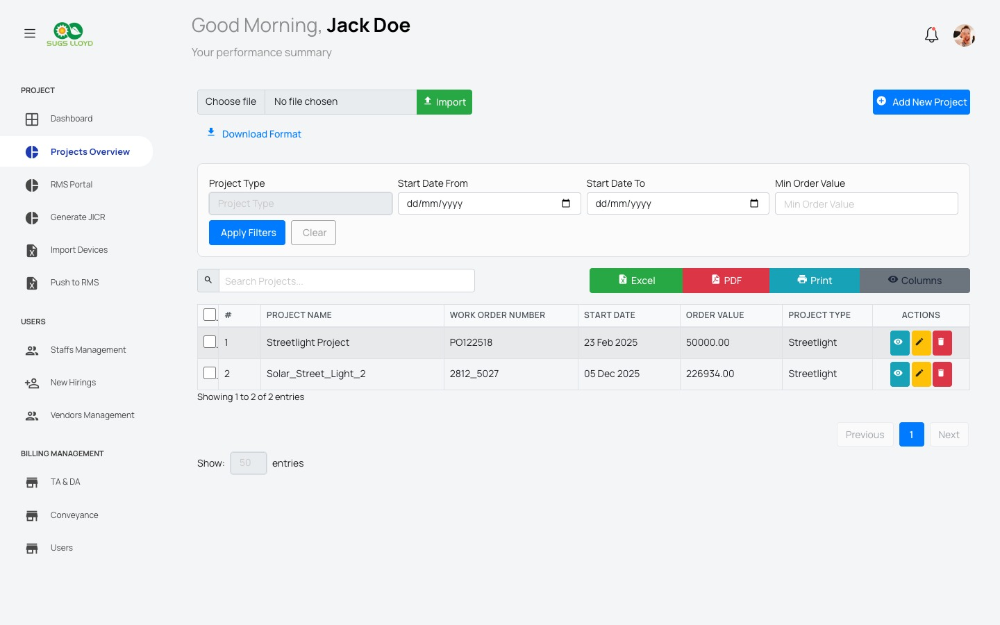 Good Morning, Jack Doe
Your performance summary
SUGS LLOYD
PROJECT
Dashboard
Projects Overview
RMS Portal
Generate JICR
Import Devices
Push to RMS
USERS
Staffs Management
New Hirings
Vendors Management
BILLING MANAGEMENT
TA & DA
Conveyance
Users
Choose file No file chosen Import
Add New Project
Download Format
Project Type Start Date From Start Date To Min Order Value
Project Type dd/mm/yyyy dd/mm/yyyy Min Order Value
Apply Filters Clear
Search Projects...
Excel PDF Print Columns
# PROJECT NAME WORK ORDER NUMBER START DATE ORDER VALUE PROJECT TYPE ACTIONS
1 Streetlight Project PO122518 23 Feb 2025 50000.00 Streetlight
2 Solar_Street_Light_2 2812_5027 05 Dec 2025 226934.00 Streetlight
Showing 1 to 2 of 2 entries
Previous 1 Next
Show: 50 entries